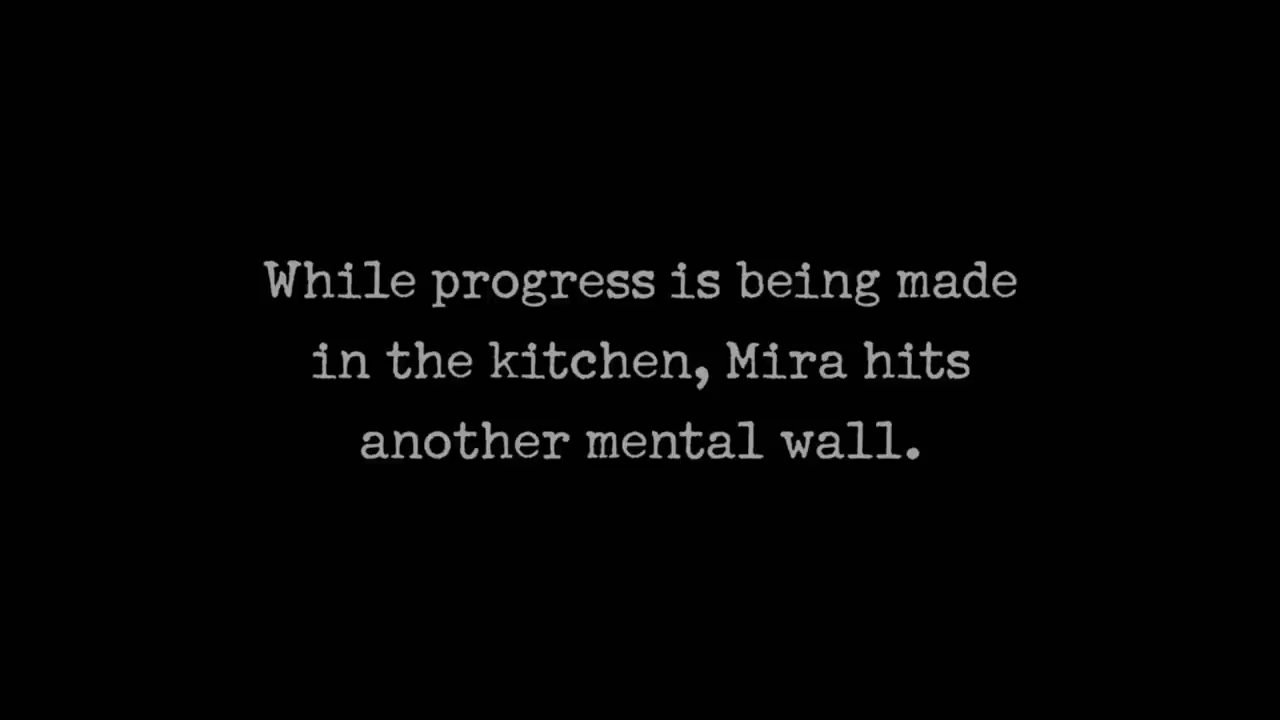 While progress is being made
in the kitchen, Mira hits
another mental wall.